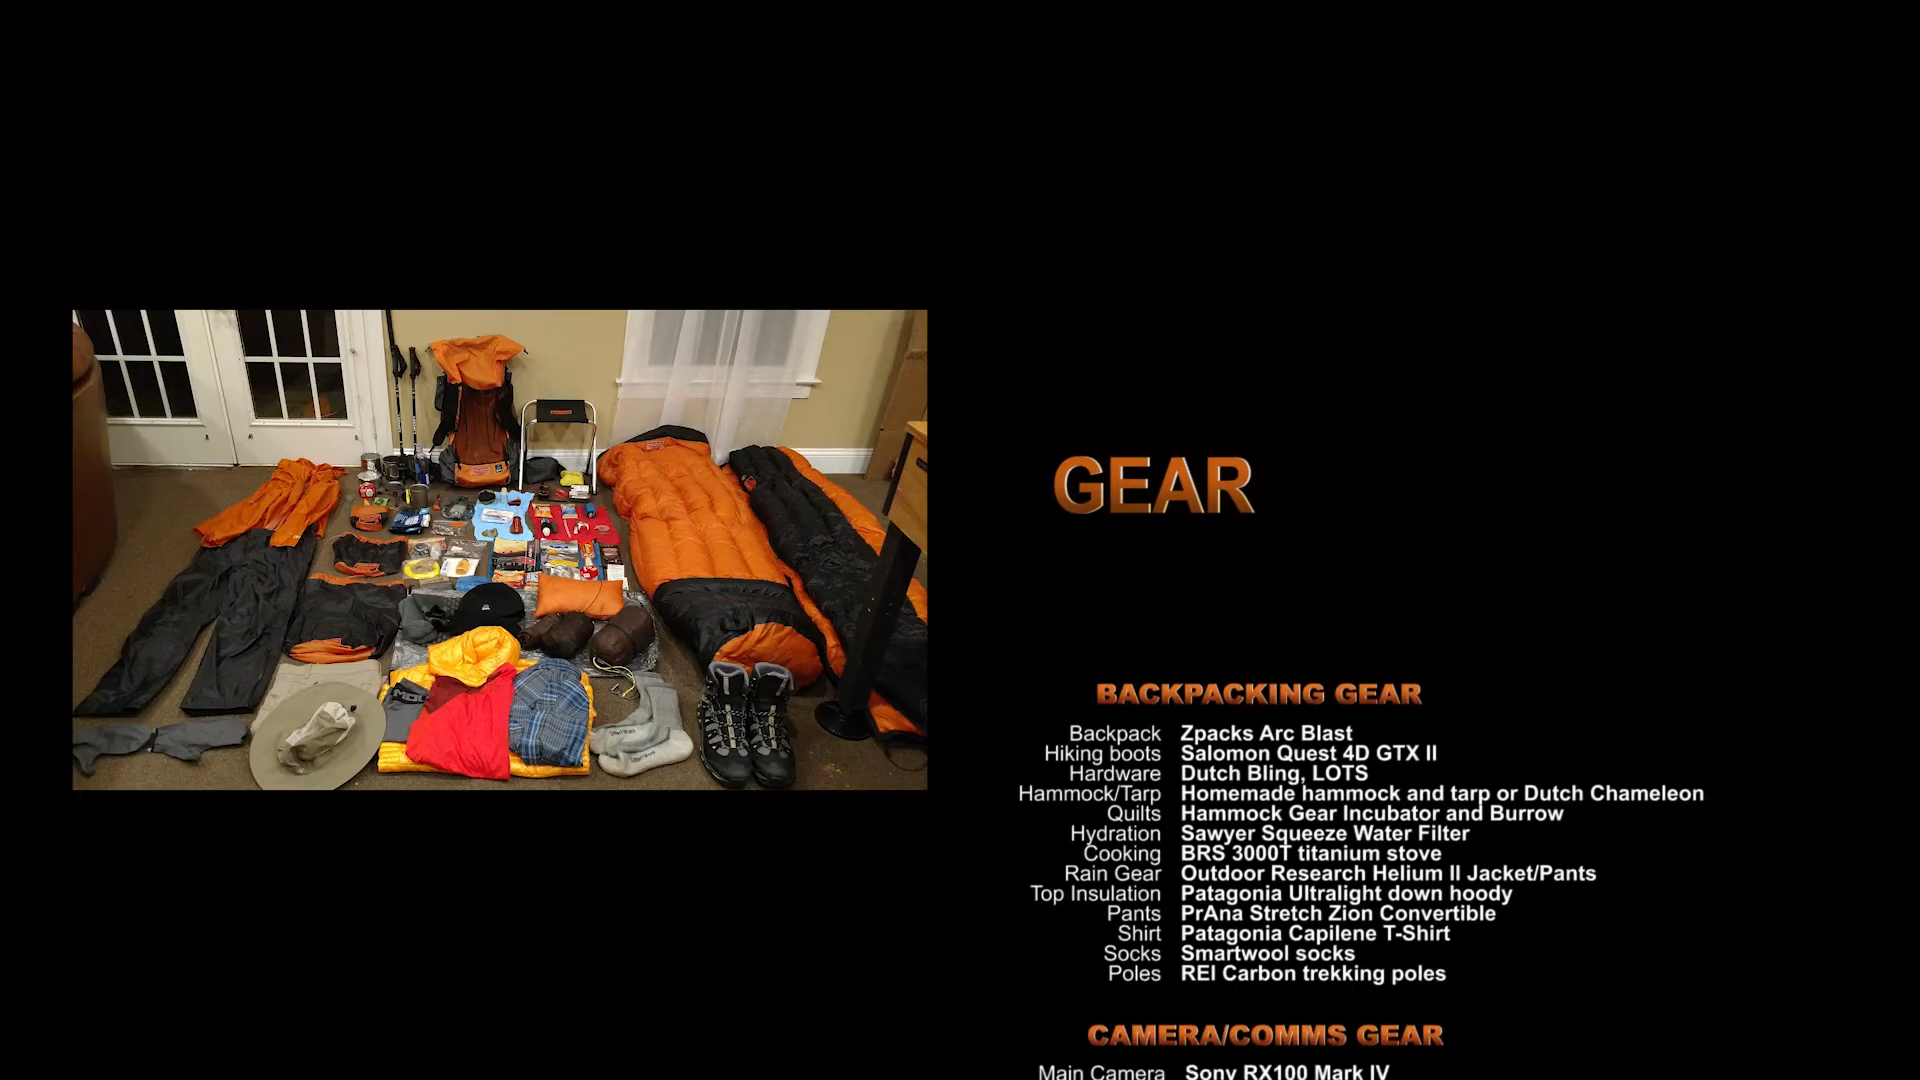 GEAR
BACKPACKING GEAR
Backpack Zpacks Arc Blast
Hiking boots Salomon Quest 4D GTX II
Hardware Dutch Bling, LOTS
Hammock/Tarp Homemade hammock and tarp or Dutch Chameleon
Quilts Hammock Gear Incubator and Burrow
Hydration Sawyer Squeeze Water Filter
Cooking BRS 3000T titanium stove
Rain Gear Outdoor Research Helium II Jacket/Pants
Top Insulation Patagonia Ultralight down hoody
Pants PrAna Stretch Zion Convertible
Shirt Patagonia Capilene T-Shirt
Socks Smartwool socks
Poles REI Carbon trekking poles
CAMERA/COMMS GEAR
Main Camera Sony RX100 Mark IV